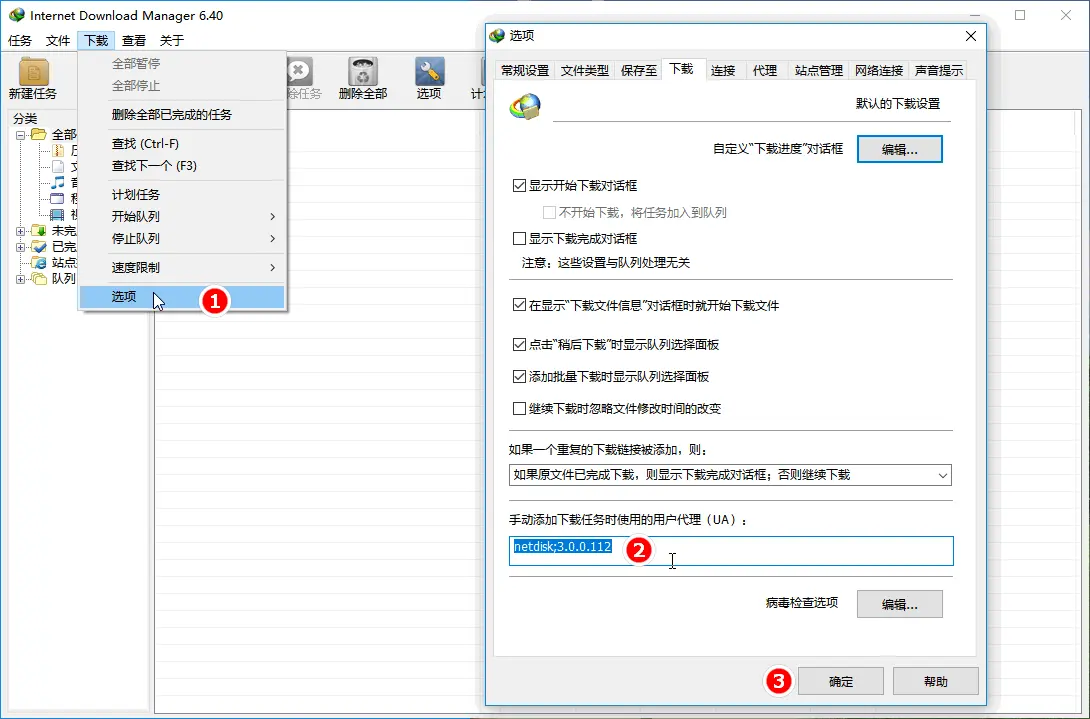 Internet Download Manager 6.40
任务 文件 下载 查看 关于
新建任务
删除全部
选项
分类
全部
未完
已完
站点
队列
全部暂停
全部停止
删除全部已完成的任务
查找 (Ctrl-F)
查找下一个 (F3)
计划任务
开始队列
停止队列
速度限制
选项
1
选项
常规设置 文件类型 保存至 下载 连接 代理 站点管理 网络连接 声音提示
默认的下载设置
自定义“下载进度”对话框 编辑...
显示开始下载对话框
不开始下载，将任务加入到队列
显示下载完成对话框
注意：这些设置与队列处理无关
在显示“下载文件信息”对话框时就开始下载文件
点击“稍后下载”时显示队列选择面板
添加批量下载时显示队列选择面板
继续下载时忽略文件修改时间的改变
如果一个重复的下载链接被添加，则：
如果原文件已完成下载，则显示下载完成对话框；否则继续下载
手动添加下载任务时使用的用户代理（UA）：
netdisk;3.0.0.112
2
病毒检查选项 编辑...
3
确定 帮助